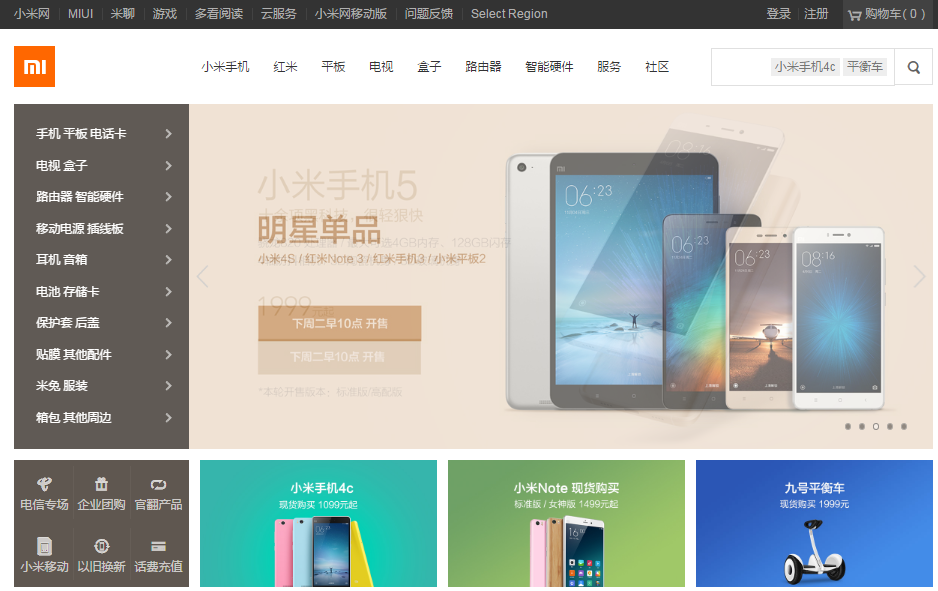 小米网 MIUI 米聊 游戏 多看阅读 云服务 小米网移动版 问题反馈 Select Region 登录 注册 购物车( 0 )
mi 小米手机 红米 平板 电视 盒子 路由器 智能硬件 服务 社区 小米手机4c 平衡车
手机 平板 电话卡
电视 盒子
路由器 智能硬件
移动电源 插线板
耳机 音箱
电池 存储卡
保护套 后盖
贴膜 其他配件
米兔 服装
箱包 其他周边
小米手机5
明星单品
小米4S / 红米Note 3 / 红米手机3 / 小米平板2
1999元起
下周二早10点 开售
下周二早10点 开售
*本轮开售版本：标准版/高配版
06:23
06:23
06:23
08:16
电信专场 企业团购 官翻产品
小米移动 以旧换新 话费充值
小米手机4c
现货购买 1099元起
小米Note 现货购买
标准版 / 女神版 1499元起
16
九号平衡车
现货购买 1999元